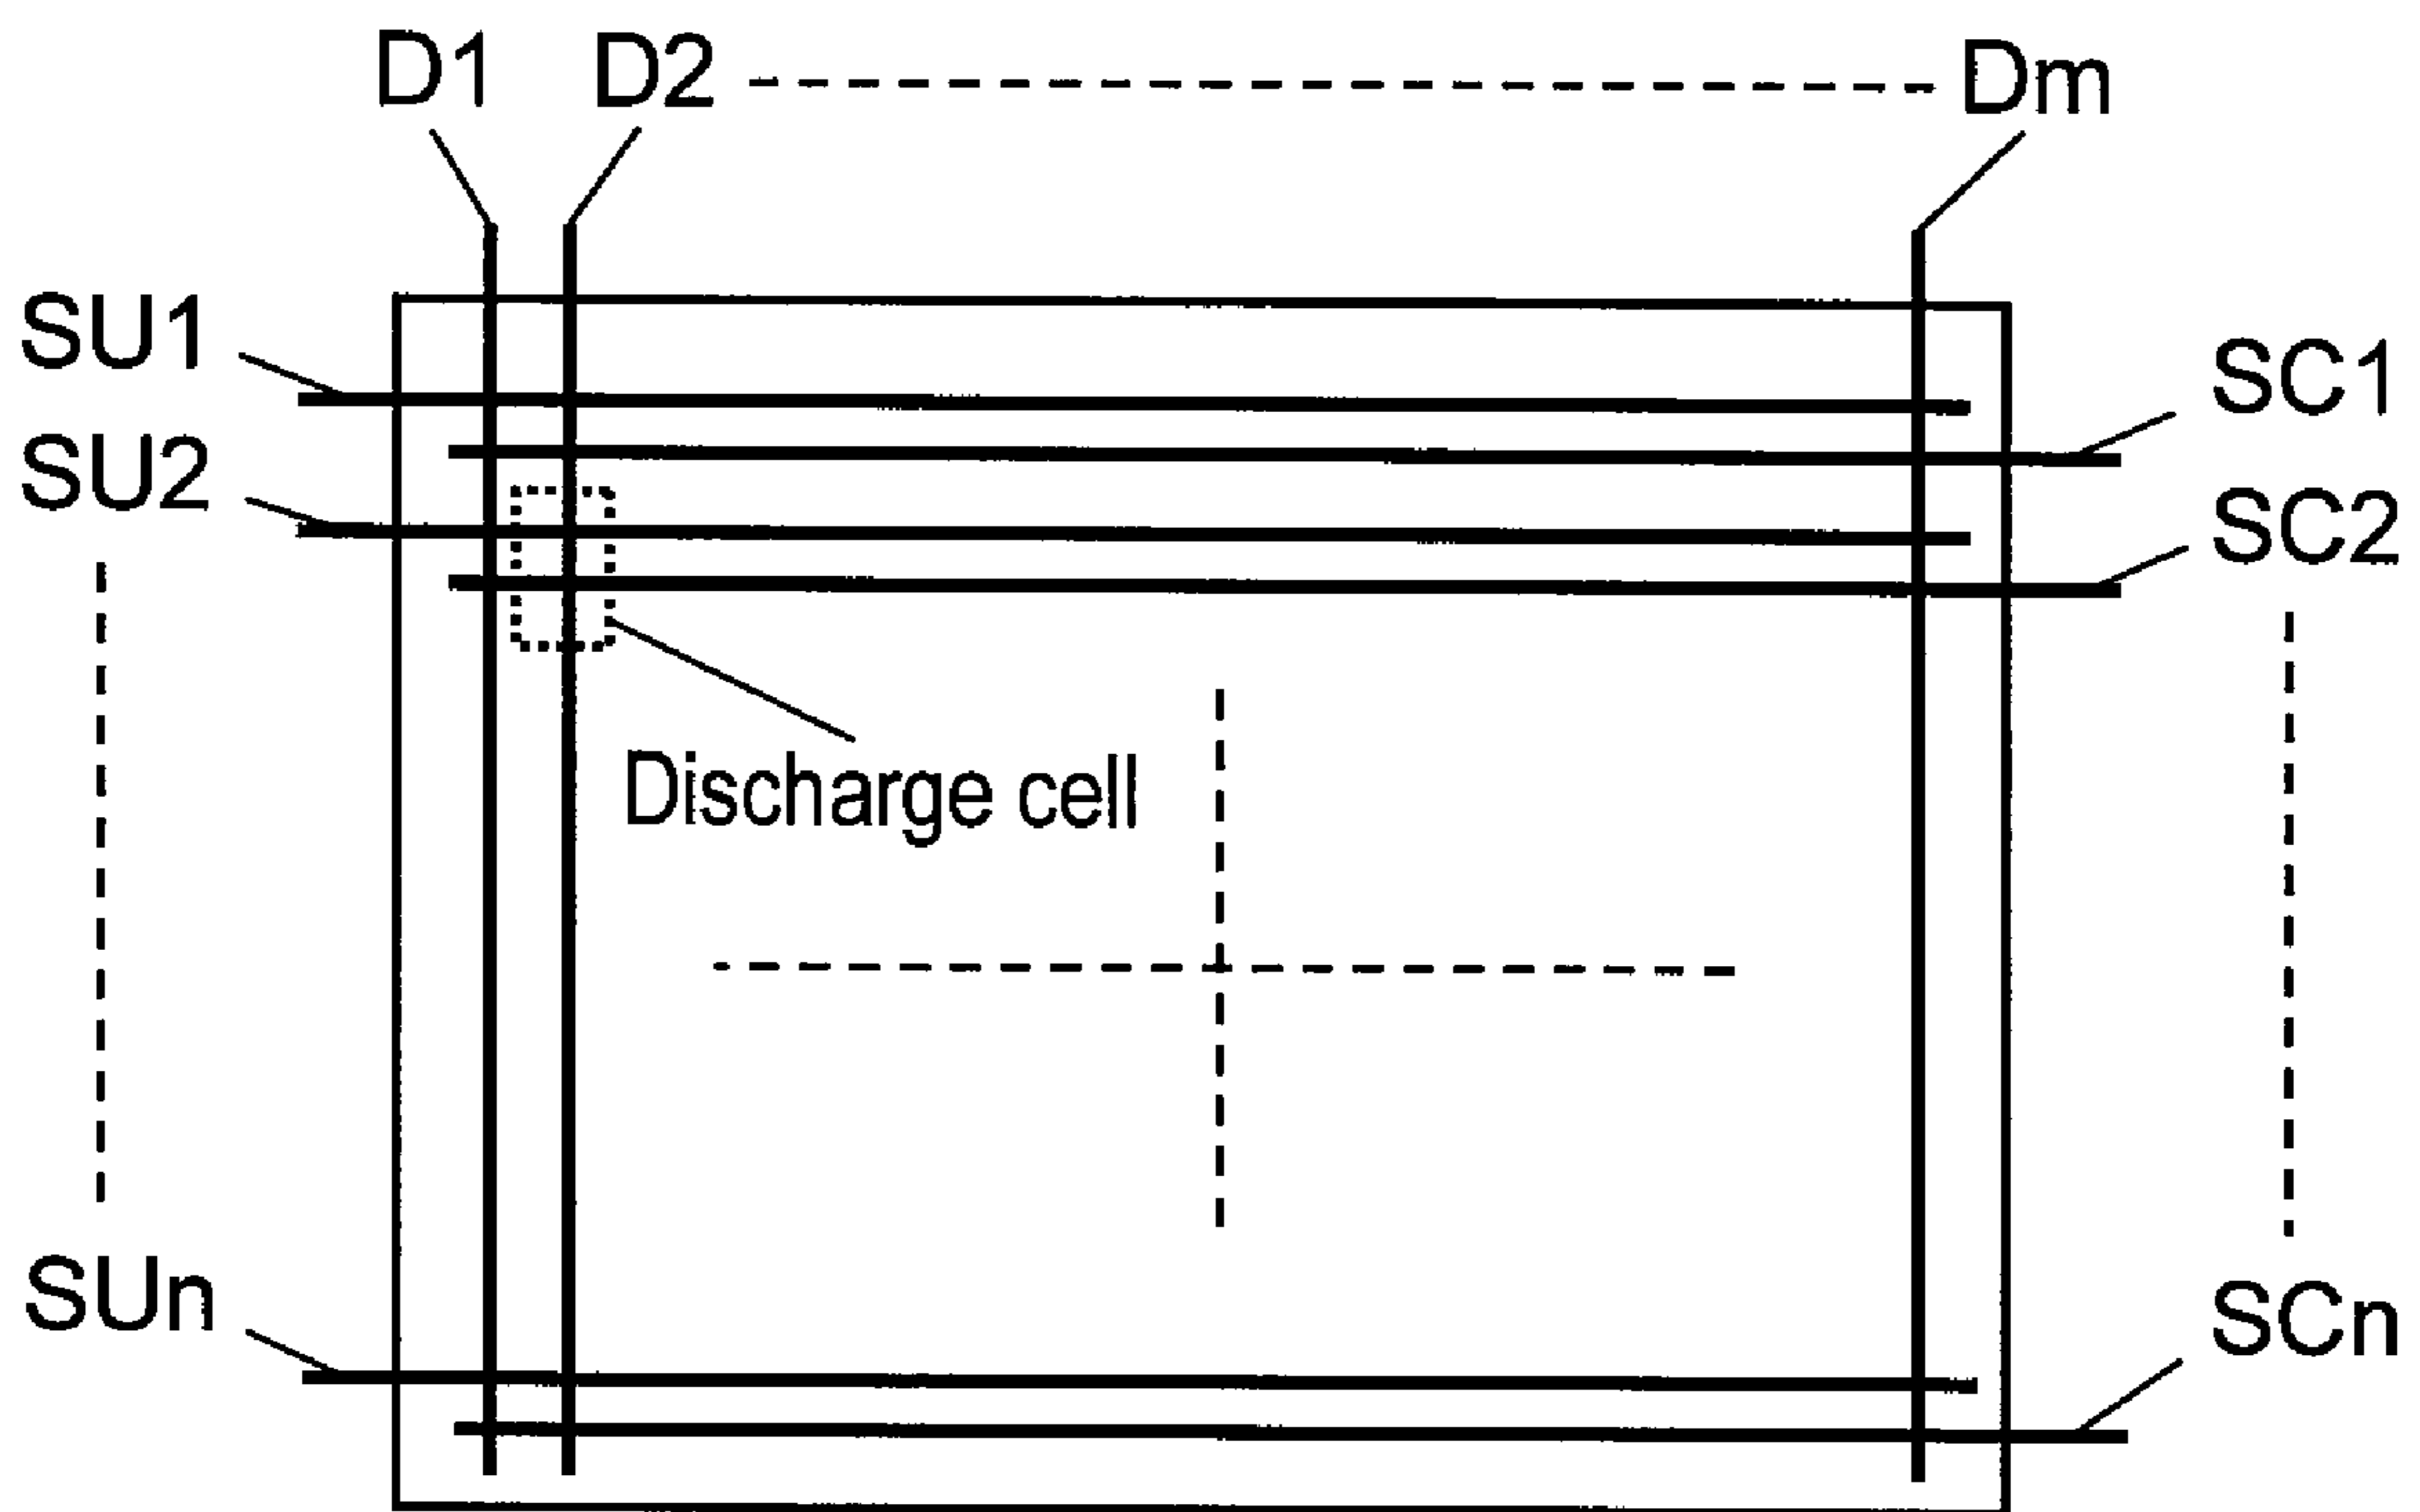 D1 D2 Dm
SU1
SC1
SU2
SC2
Discharge cell
SUn
SCn